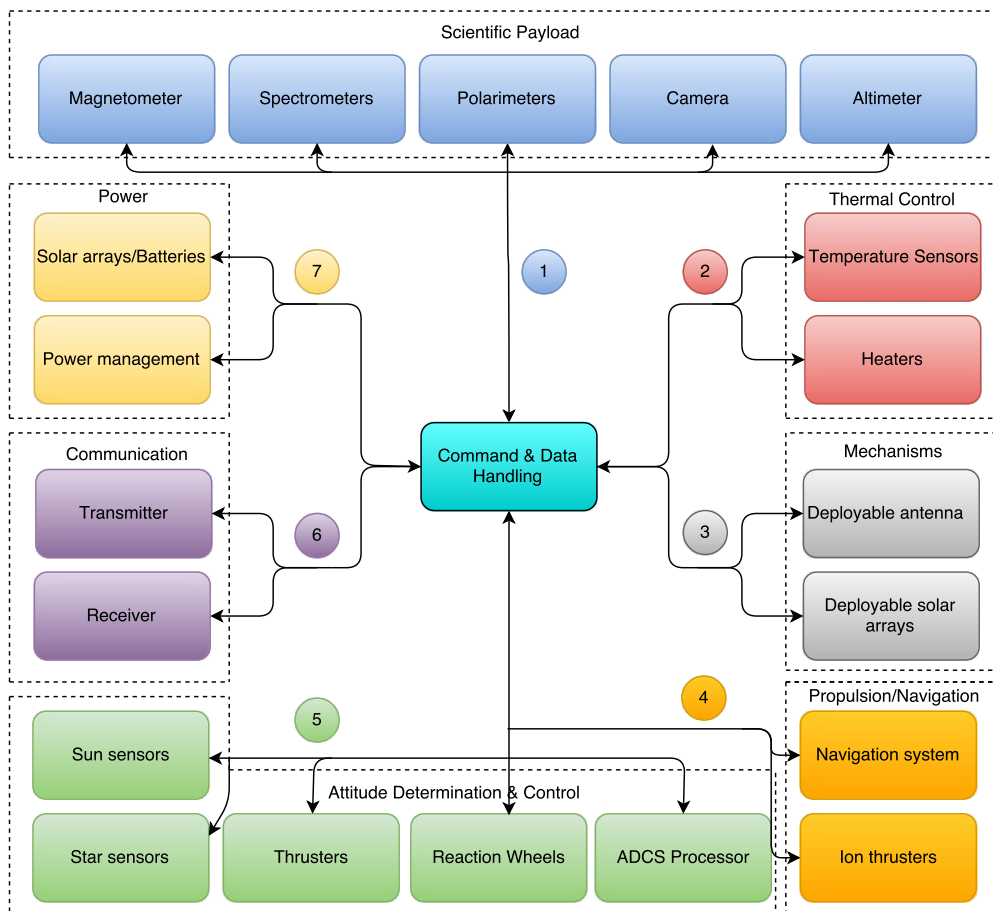 Scientific Payload
Magnetometer
Spectrometers
Polarimeters
Camera
Altimeter
Power
Thermal Control
Solar arrays/Batteries
7
1
2
Temperature Sensors
Power management
Heaters
Command & Data
Handling
Communication
Mechanisms
Transmitter
6
3
Deployable antenna
Receiver
Deployable solar
arrays
5
4
Propulsion/Navigation
Sun sensors
Navigation system
Attitude Determination & Control
Star sensors
Thrusters
Reaction Wheels
ADCS Processor
Ion thrusters